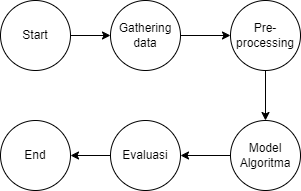 Start
Gathering
data
Pre-
processing
Model
Algoritma
Evaluasi
End